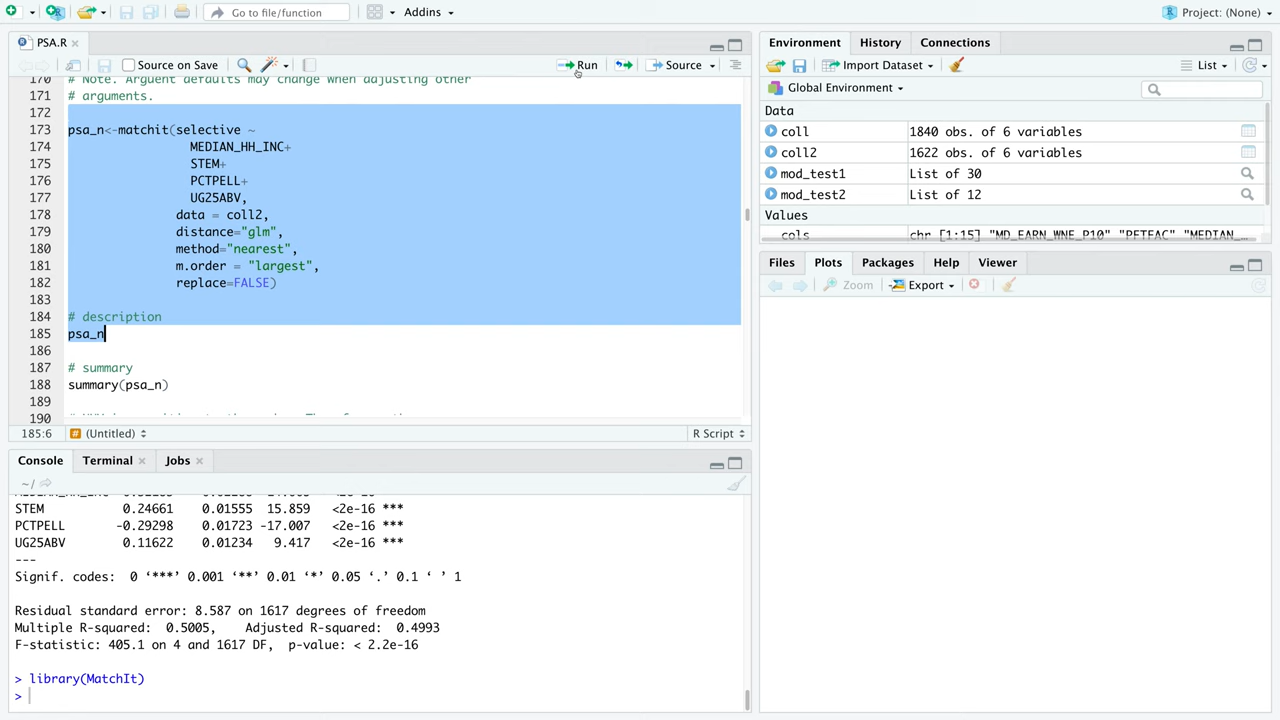 Go to file/function
Addins
Project: (None)
PSA.R
Source on Save
Run
Source
170 # Note. Arguent defaults may change when adjusting other
171 # arguments.
172
173 psa_n<-matchit(selective ~
174 MEDIAN_HH_INC+
175 STEM+
176 PCTPELL+
177 UG25ABV,
178 data = coll2,
179 distance="glm",
180 method="nearest",
181 m.order = "largest",
182 replace=FALSE)
183
184 # description
185 psa_n
186
187 # summary
188 summary(psa_n)
189
190
185:6 # (Untitled) R Script
Console Terminal Jobs
~/
STEM 0.24661 0.01555 15.859 <2e-16 ***
PCTPELL -0.29298 0.01723 -17.007 <2e-16 ***
UG25ABV 0.11622 0.01234 9.417 <2e-16 ***
---
Signif. codes: 0 ‘***’ 0.001 ‘**’ 0.01 ‘*’ 0.05 ‘.’ 0.1 ‘ ’ 1
Residual standard error: 8.587 on 1617 degrees of freedom
Multiple R-squared: 0.5005, Adjusted R-squared: 0.4993
F-statistic: 405.1 on 4 and 1617 DF, p-value: < 2.2e-16
> library(MatchIt)
>
Environment History Connections
Import Dataset
List
Global Environment
Data
coll 1840 obs. of 6 variables
coll2 1622 obs. of 6 variables
mod_test1 List of 30
mod_test2 List of 12
Values
cols chr [1:15] "MD_EARN_WNE_P10" "PFTFAC" "MEDIAN_...
Files Plots Packages Help Viewer
Zoom Export